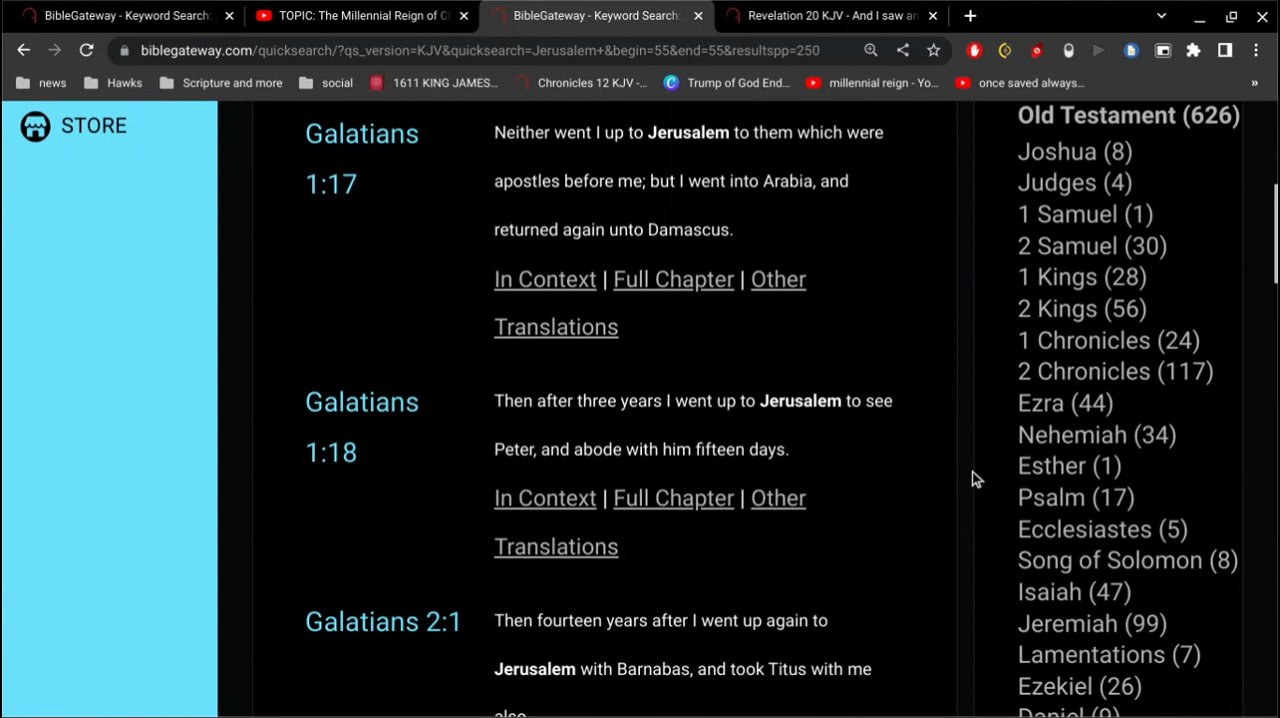 BibleGateway - Keyword Search:
TOPIC: The Millennial Reign of C
BibleGateway - Keyword Search:
Revelation 20 KJV - And I saw an
biblegateway.com/quicksearch/?qs_version=KJV&quicksearch=Jerusalem+&begin=55&end=55&resultspp=250
news
Hawks
Scripture and more
social
1611 KING JAMES...
Chronicles 12 KJV -...
Trump of God End...
millennial reign - Yo...
once saved always...
»
STORE
Galatians
1:17
Neither went I up to Jerusalem to them which were
apostles before me; but I went into Arabia, and
returned again unto Damascus.
In Context | Full Chapter | Other
Translations
Galatians
1:18
Then after three years I went up to Jerusalem to see
Peter, and abode with him fifteen days.
In Context | Full Chapter | Other
Translations
Galatians 2:1
Then fourteen years after I went up again to
Jerusalem with Barnabas, and took Titus with me
also.
Old Testament (626)
Joshua (8)
Judges (4)
1 Samuel (1)
2 Samuel (30)
1 Kings (28)
2 Kings (56)
1 Chronicles (24)
2 Chronicles (117)
Ezra (44)
Nehemiah (34)
Esther (1)
Psalm (17)
Ecclesiastes (5)
Song of Solomon (8)
Isaiah (47)
Jeremiah (99)
Lamentations (7)
Ezekiel (26)
Daniel (9)